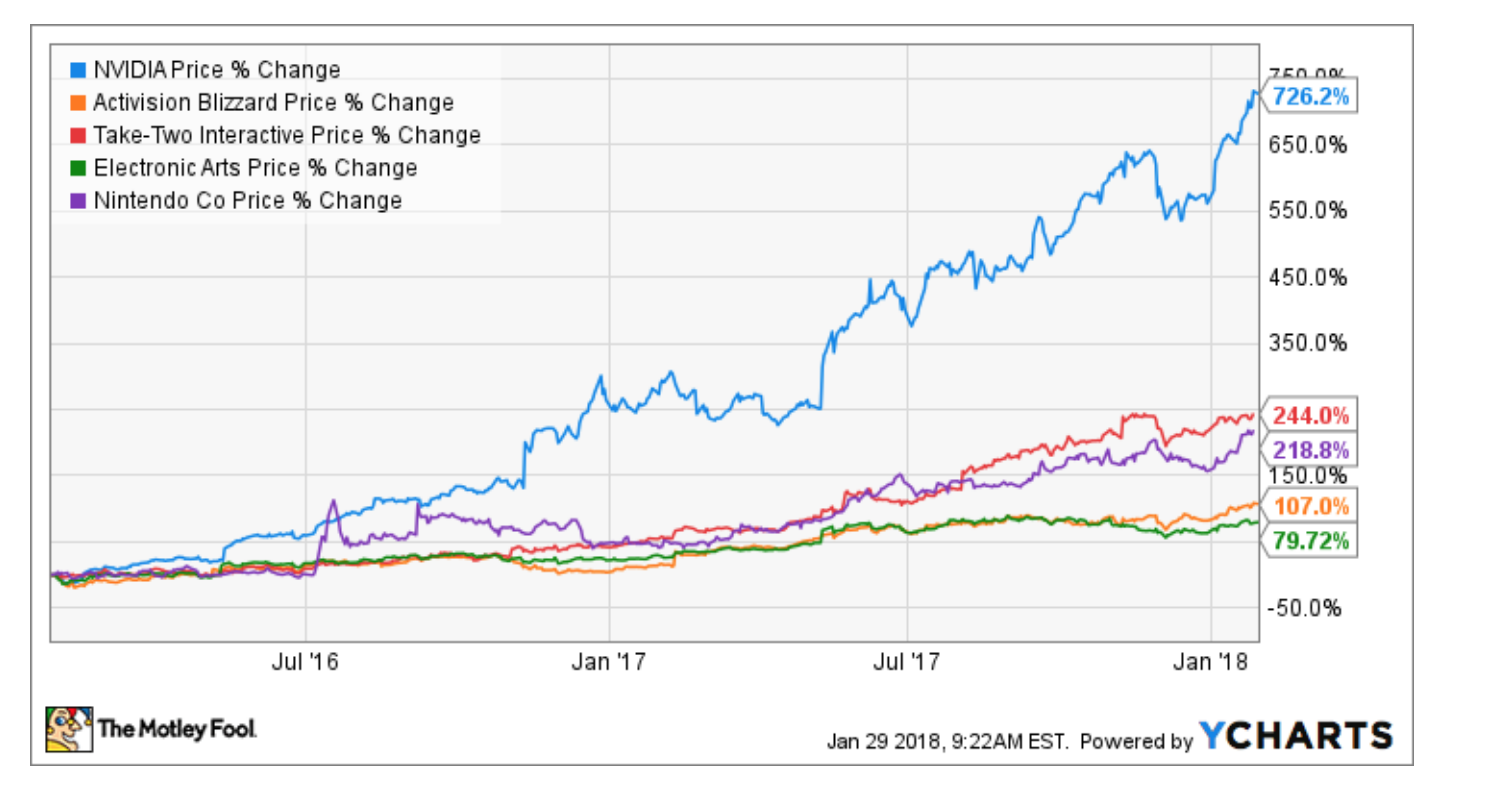 NVIDIA Price % Change
Activision Blizzard Price % Change
Take-Two Interactive Price % Change
Electronic Arts Price % Change
Nintendo Co Price % Change
750.0%
726.2%
650.0%
550.0%
450.0%
350.0%
244.0%
218.8%
150.0%
107.0%
79.72%
-50.0%
Jul '16
Jan '17
Jul '17
Jan '18
The Motley Fool.
Jan 29 2018, 9:22AM EST. Powered by YCHARTS